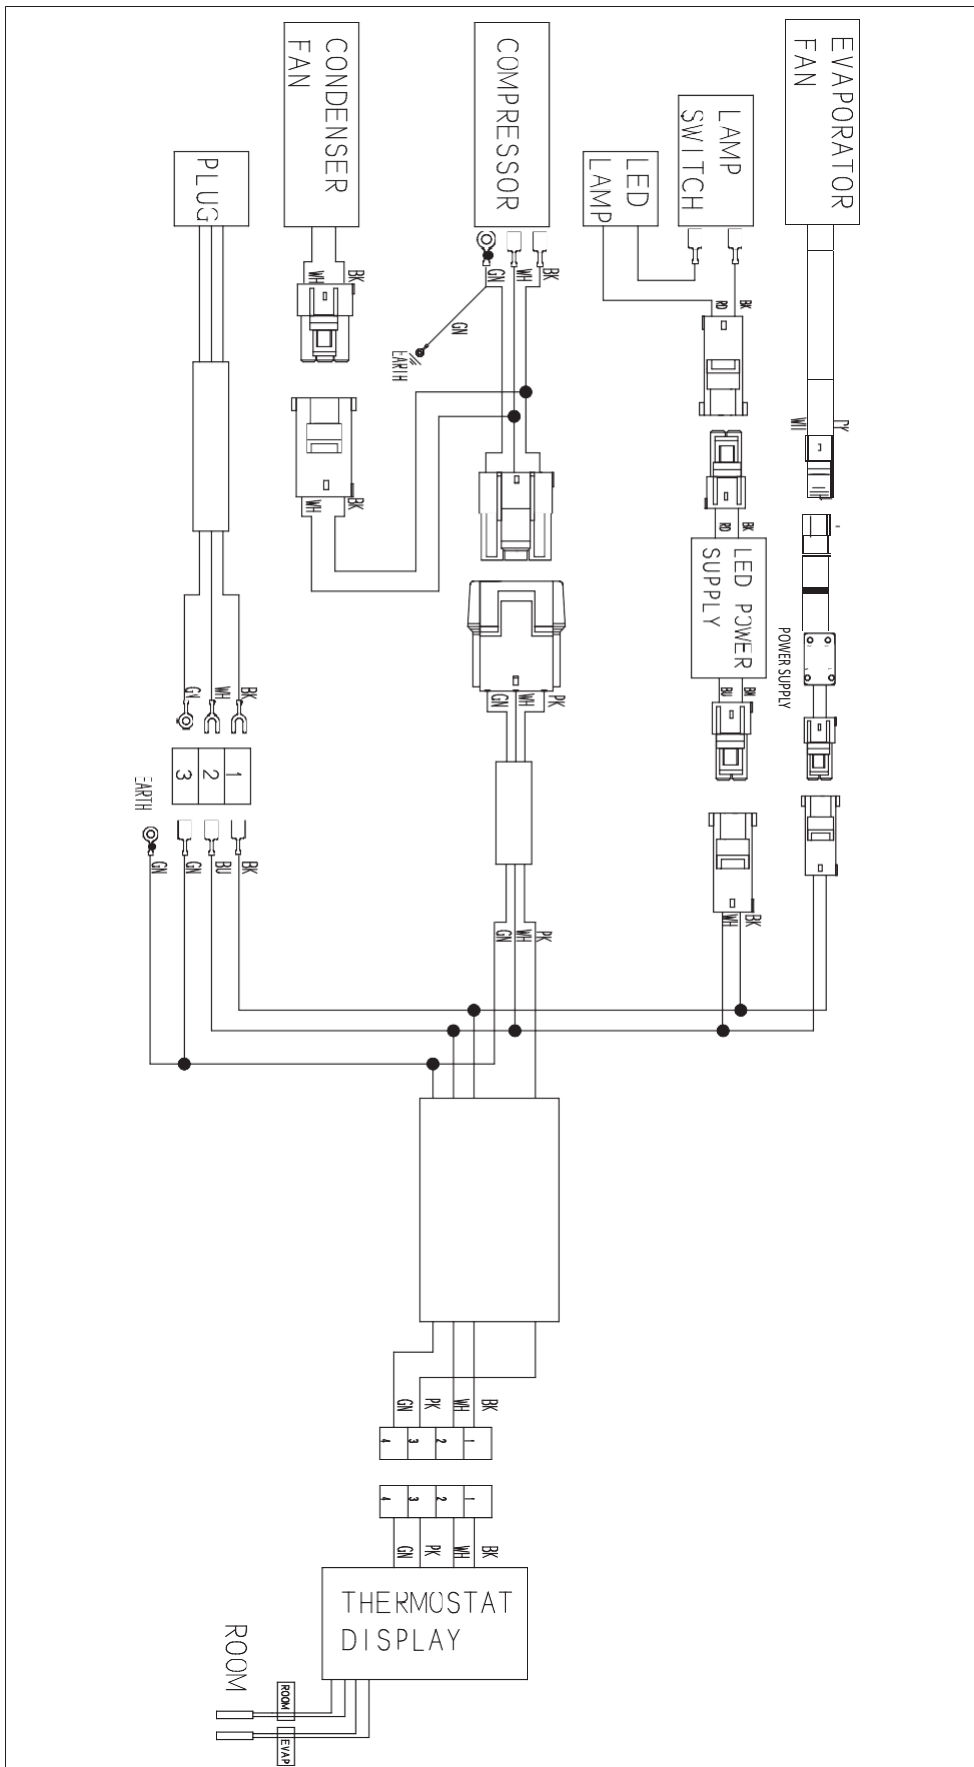 EVAPORATOR
FAN
LAMP
SWITCH
LED
LAMP
COMPRESSOR
CONDENSER
FAN
PLUG
BK
WH
BK
WH
GN
GN
EARTH
BK
RD
BK
WH
BK
RD
LED POWER
SUPPLY
POWER SUPPLY
BU
BK
WH
GN
PK
WH
GN
1
2
3
EARTH
BK
BU
GN
GN
BK
WH
PK
WH
GN
BK
WH
PK
GN
1
2
3
4
1
2
3
4
BK
WH
PK
GN
THERMOSTAT
DISPLAY
ROOM
ROOM
EVAP